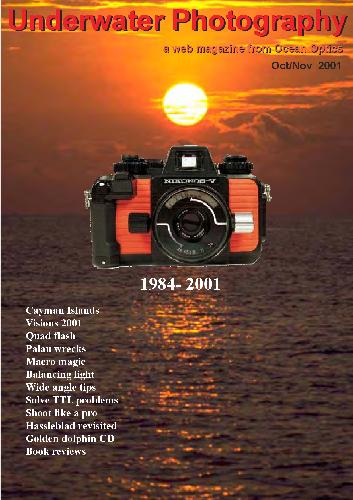 Underwater Photography
a web magazine from Ocean Optics
Oct/Nov 2001
NIKONOS-V
1984- 2001
Cayman Islands
Visions 2001
Quad flash
Palau wrecks
Macro magic
Balancing light
Wide angle tips
Solve TTL problems
Shoot like a pro
Hassleblad revisited
Golden dolphin CD
Book reviews